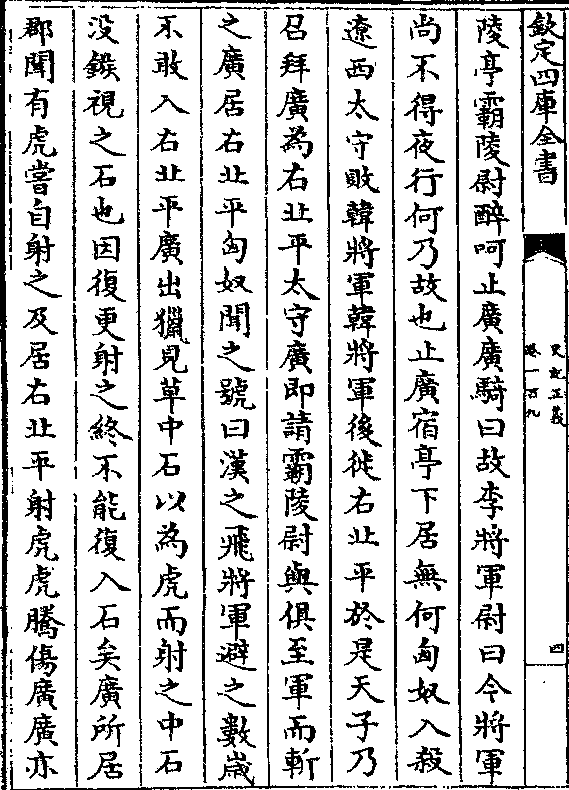 欽定四庫全書
史記正義
卷一百九
四
陵亭霸陵尉醉呵止廣廣騎曰故李將軍尉曰今將軍
尚不得夜行何乃故也止廣宿亭下居無何匈奴入殺
遼西太守敗韓將軍韓將軍後徙右北平於是天子乃
召拜廣為右北平太守廣即請霸陵尉與俱至軍而斬
之廣居右北平匈奴聞之號曰漢之飛將軍避之數歲
不敢入右北平廣出獵見草中石以為虎而射之中石
没鏃視之石也因復更射之終不能復入石矣廣所居
郡聞有虎嘗自射之及居右北平射虎虎騰傷廣廣亦